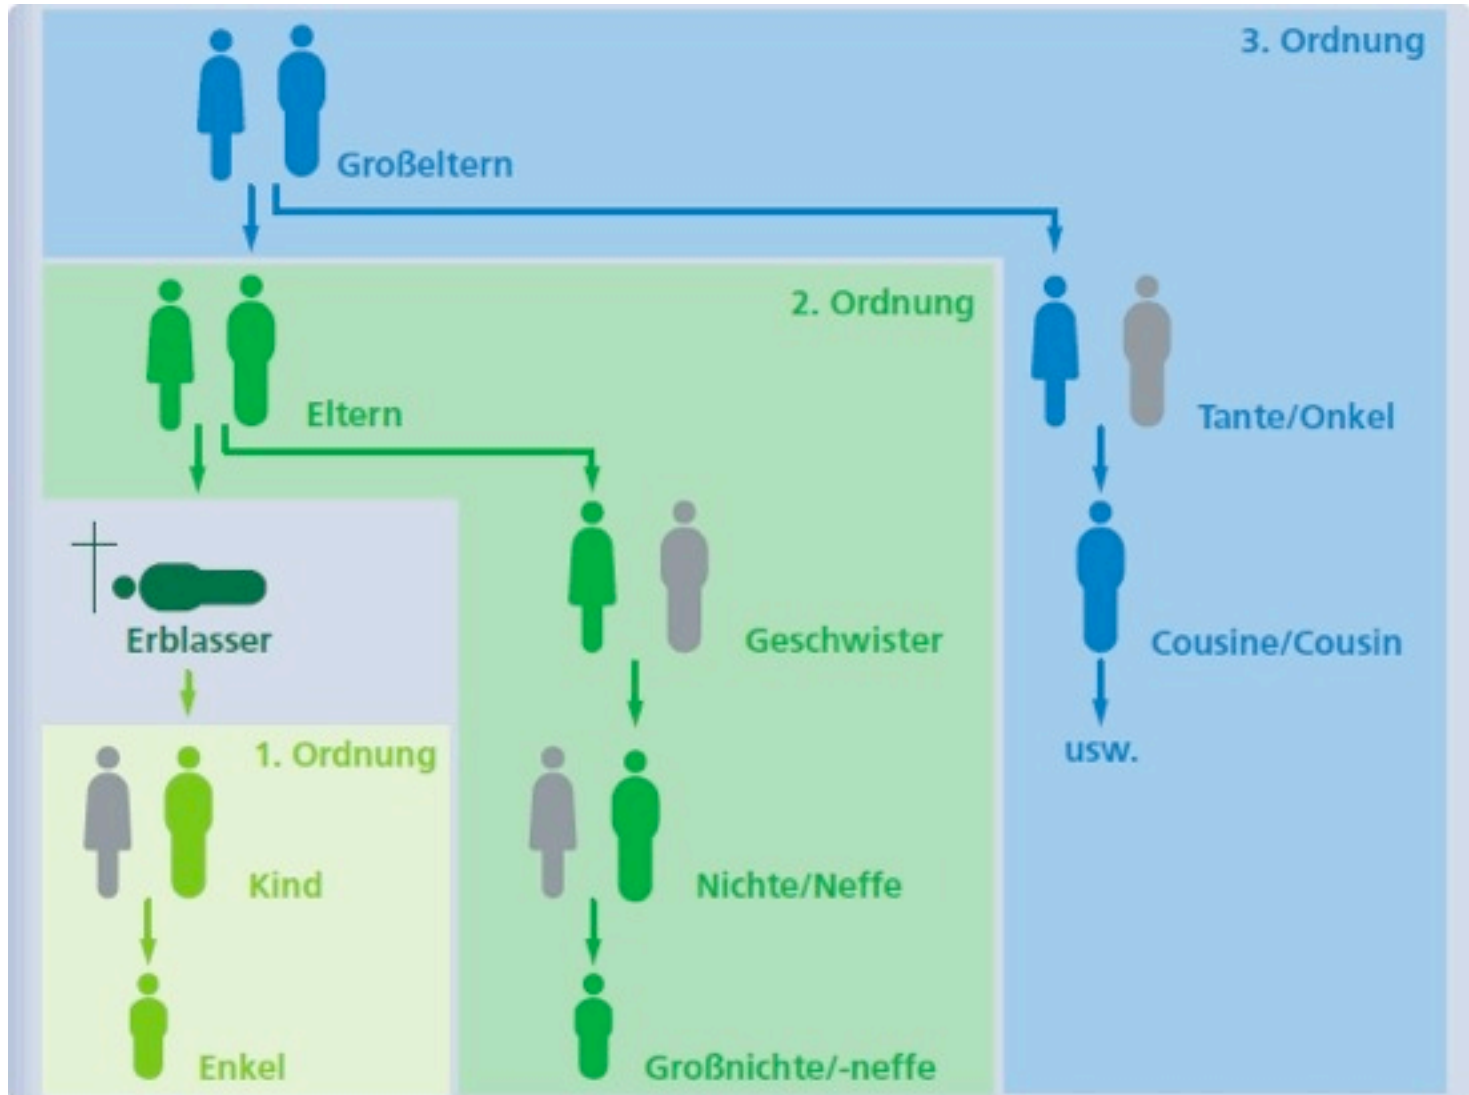 3. Ordnung
Großeltern
2. Ordnung
Eltern
Tante/Onkel
Erblasser
Geschwister
Cousine/Cousin
1. Ordnung
usw.
Kind
Nichte/Neffe
Enkel
Großnichte/-neffe